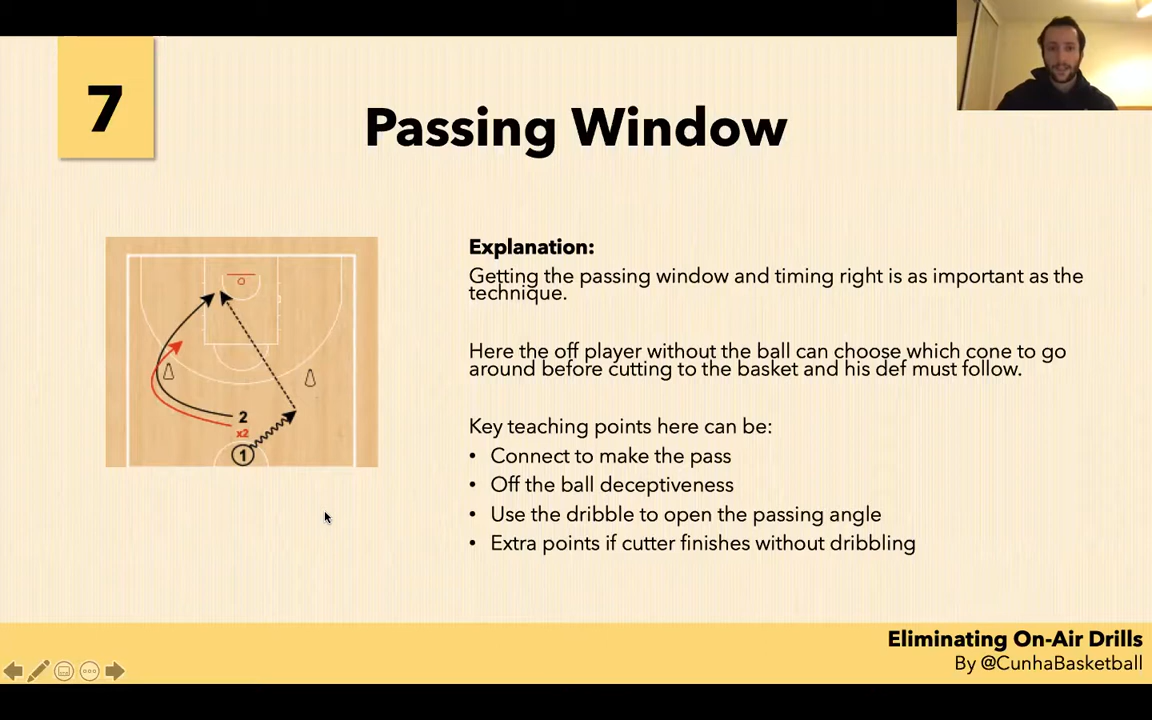 7
Passing Window
Explanation:
Getting the passing window and timing right is as important as the
technique.
Here the off player without the ball can choose which cone to go
around before cutting to the basket and his def must follow.
Key teaching points here can be:
• Connect to make the pass
• Off the ball deceptiveness
• Use the dribble to open the passing angle
• Extra points if cutter finishes without dribbling
2
x2
1
Eliminating On-Air Drills
By @CunhaBasketball